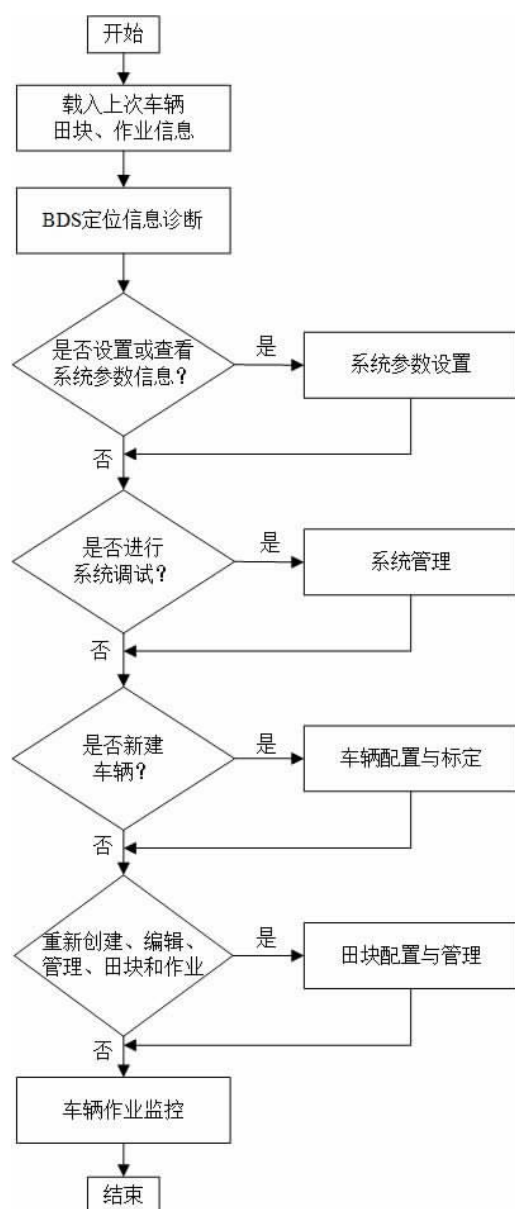 开始
载入上次车辆
田块、作业信息
BDS定位信息诊断
是否设置或查看
系统参数信息?
是
系统参数设置
否
是否进行
系统调试?
是
系统管理
否
是否新建
车辆?
是
车辆配置与标定
否
重新创建、编辑、
管理、田块和作业
是
田块配置与管理
否
车辆作业监控
结束